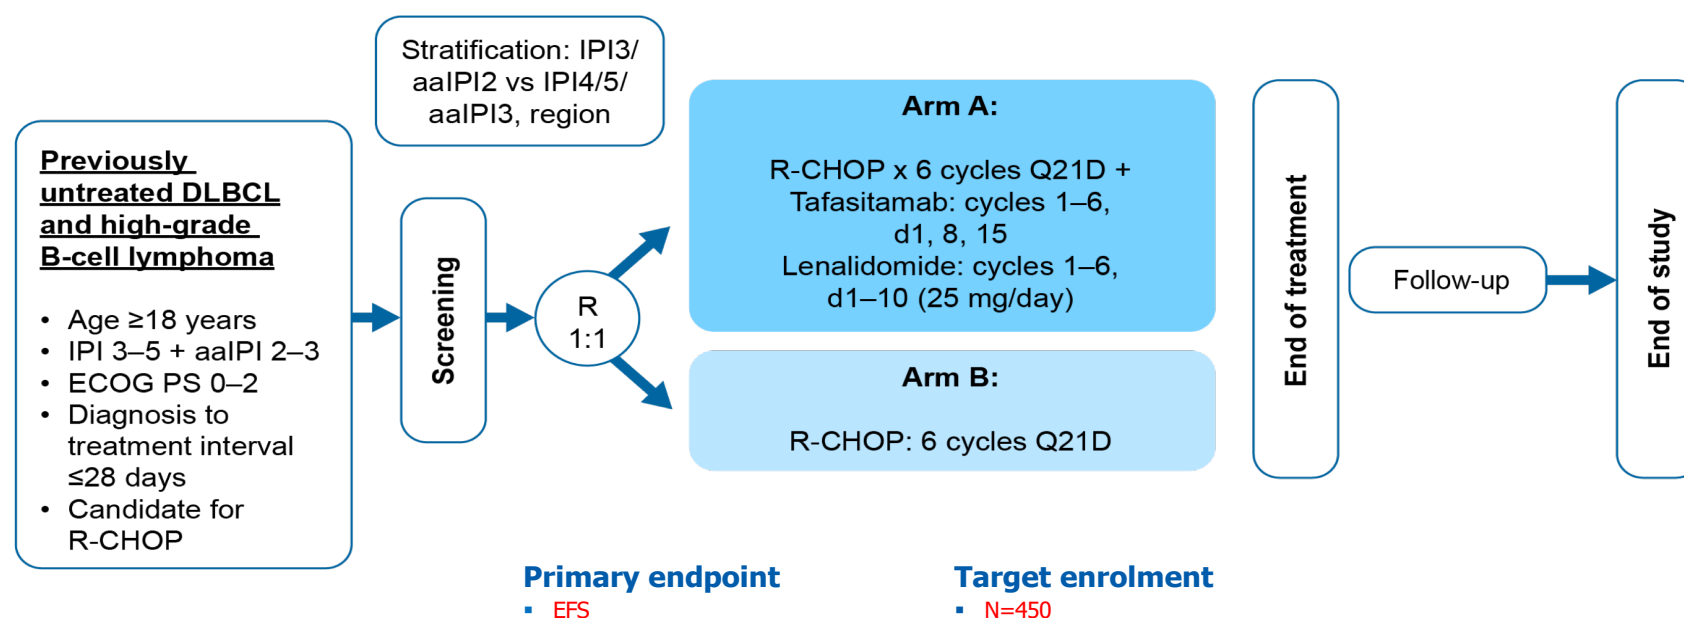 Stratification: IPI3/
aaIPI2 vs IPI4/5/
aaIPI3, region
Previously
untreated DLBCL
and high-grade
B-cell lymphoma
• Age ≥18 years
• IPI 3–5 + aaIPI 2–3
• ECOG PS 0–2
• Diagnosis to
treatment interval
≤28 days
• Candidate for
R-CHOP
Screening
R
1:1
Arm A:
R-CHOP x 6 cycles Q21D +
Tafasitamab: cycles 1–6,
d1, 8, 15
Lenalidomide: cycles 1–6,
d1–10 (25 mg/day)
Arm B:
R-CHOP: 6 cycles Q21D
End of treatment
Follow-up
End of study
Primary endpoint
▪ EFS
Target enrolment
▪ N=450